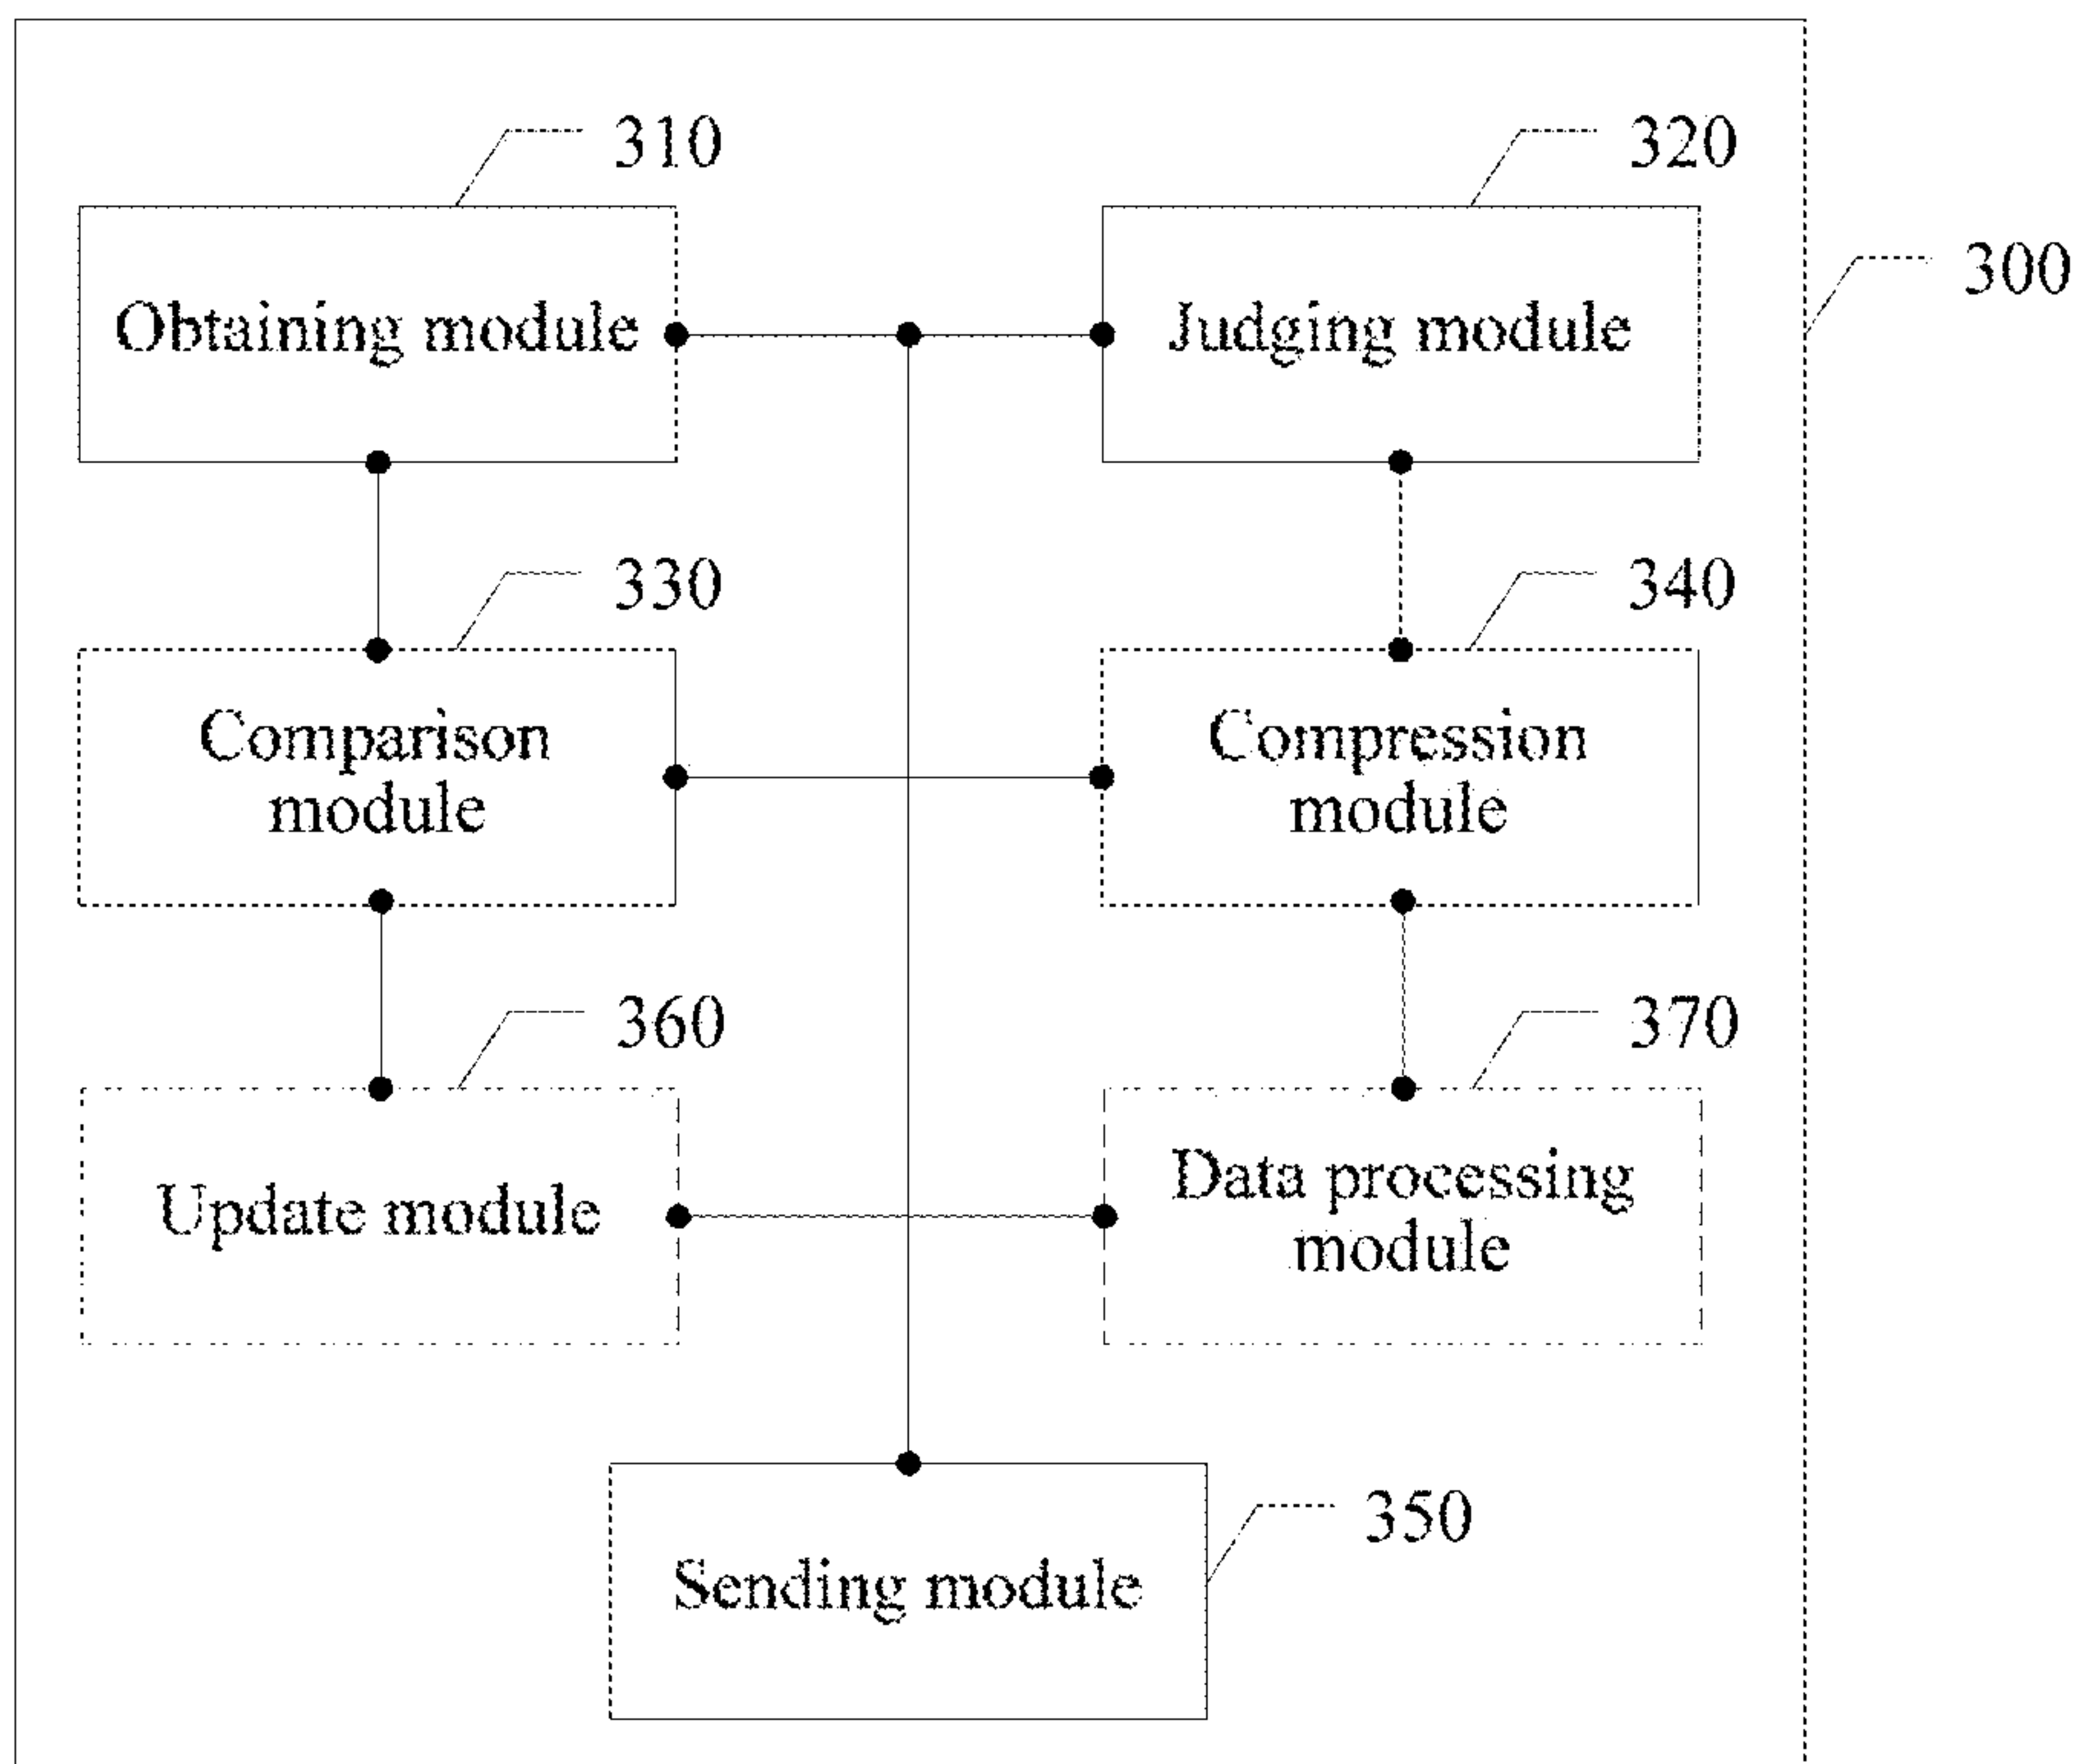 310
320
300
Obtaining module
Judging module
330
340
Comparison
module
Compression
module
360
370
Update module
Data processing
module
350
Sending module